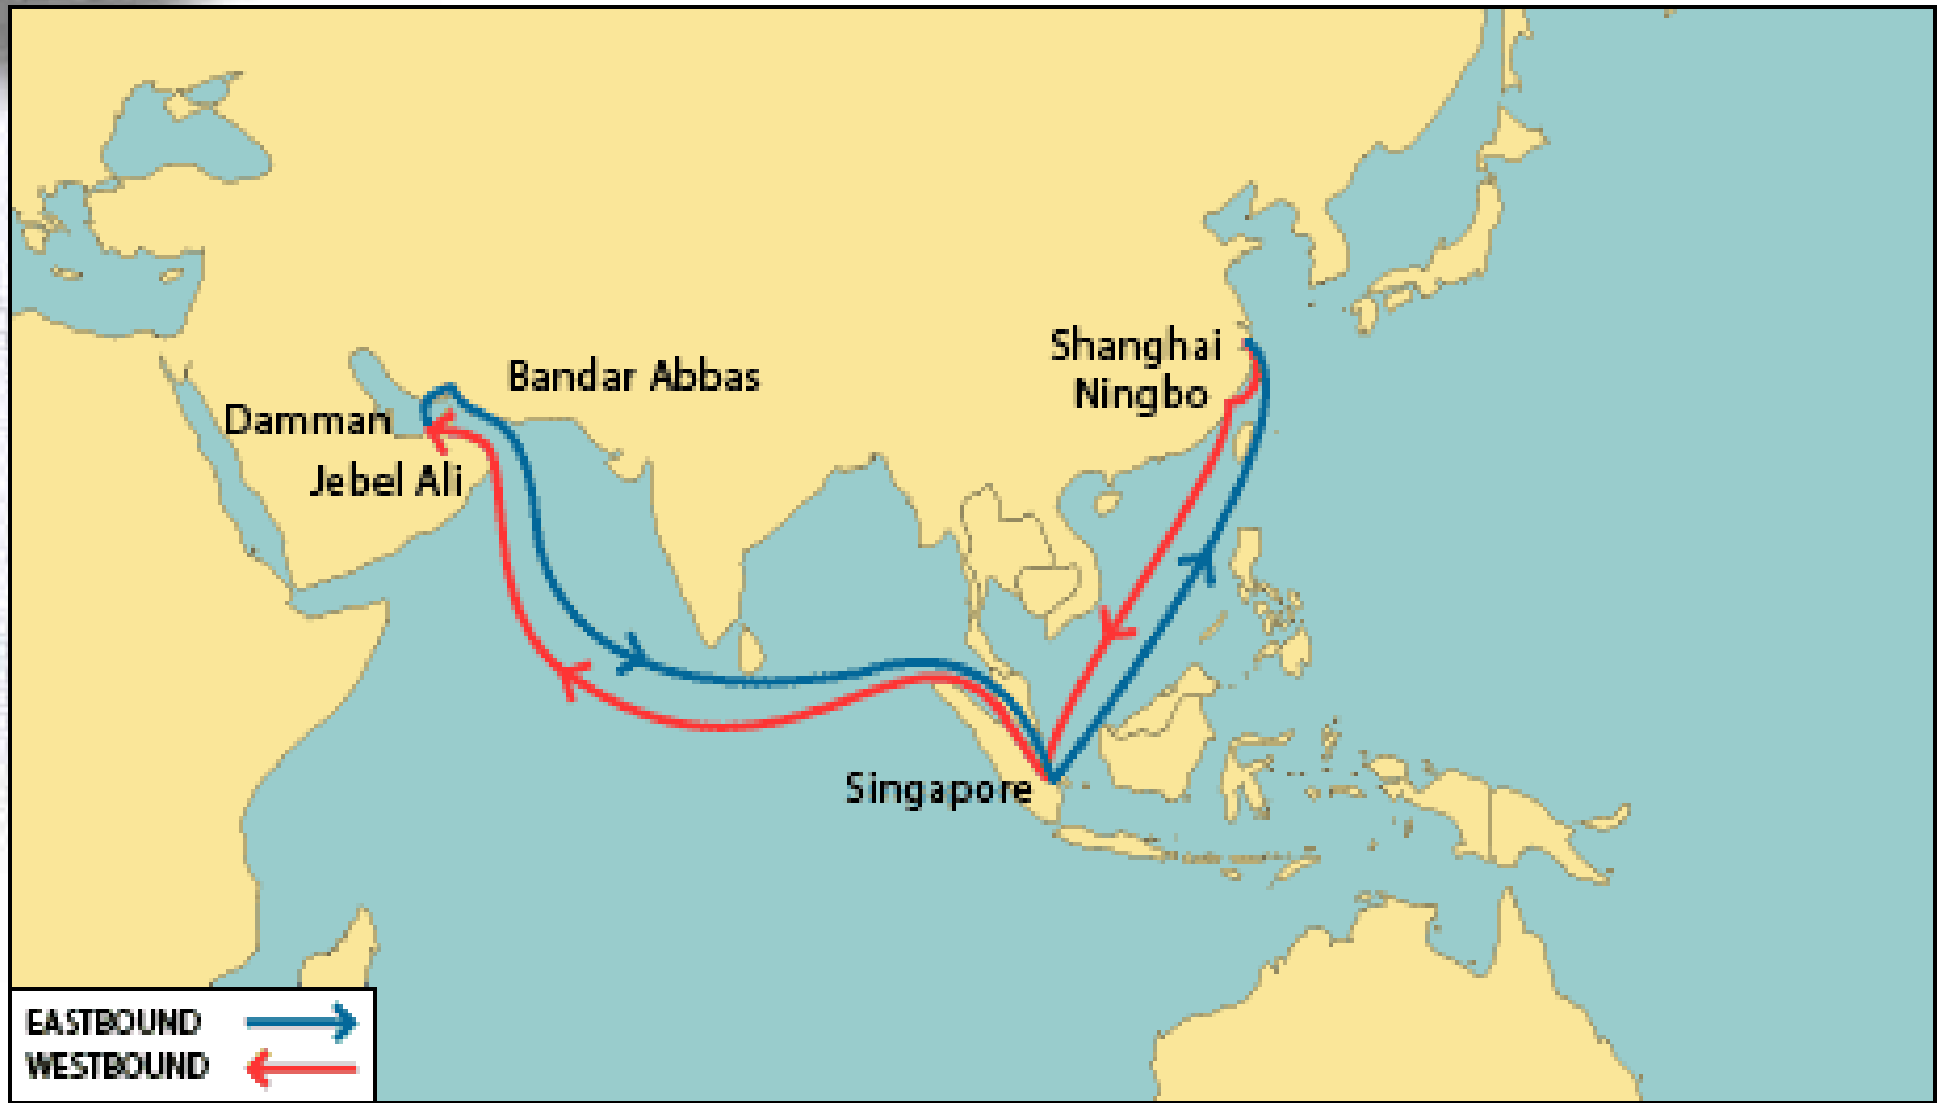 Shanghai
Ningbo
Bandar Abbas
Damman
Jebel Ali
Singapore
EASTBOUND
WESTBOUND